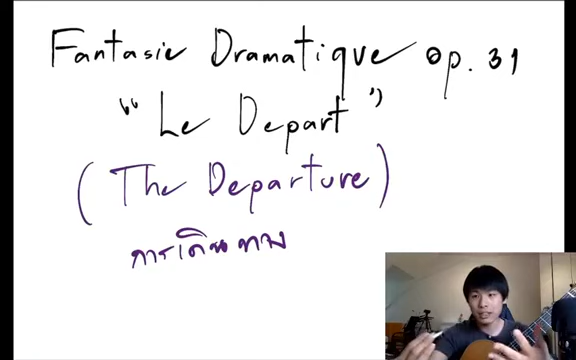 Fantasie Dramatique Op. 31
"Le Depart"
(The Departure)
การเดินทาง